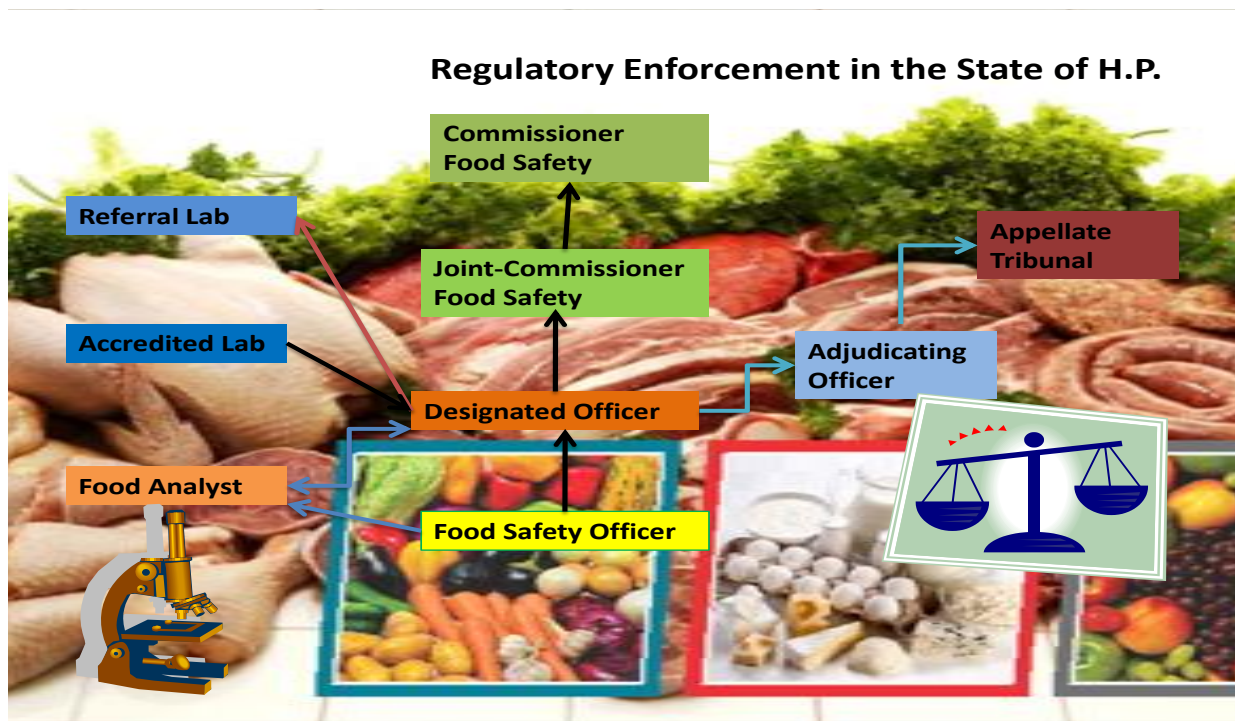 Regulatory Enforcement in the State of H.P.
Commissioner
Food Safety
Referral Lab
Appellate
Tribunal
Joint-Commissioner
Food Safety
Accredited Lab
Adjudicating
Officer
Designated Officer
Food Analyst
Food Safety Officer